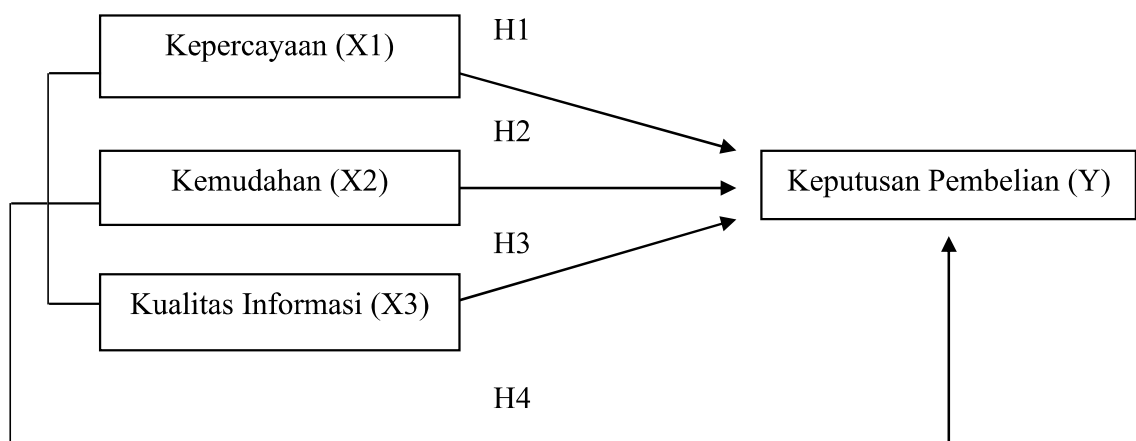 H1
Kepercayaan (X1)
H2
Kemudahan (X2)
Keputusan Pembelian (Y)
H3
Kualitas Informasi (X3)
H4